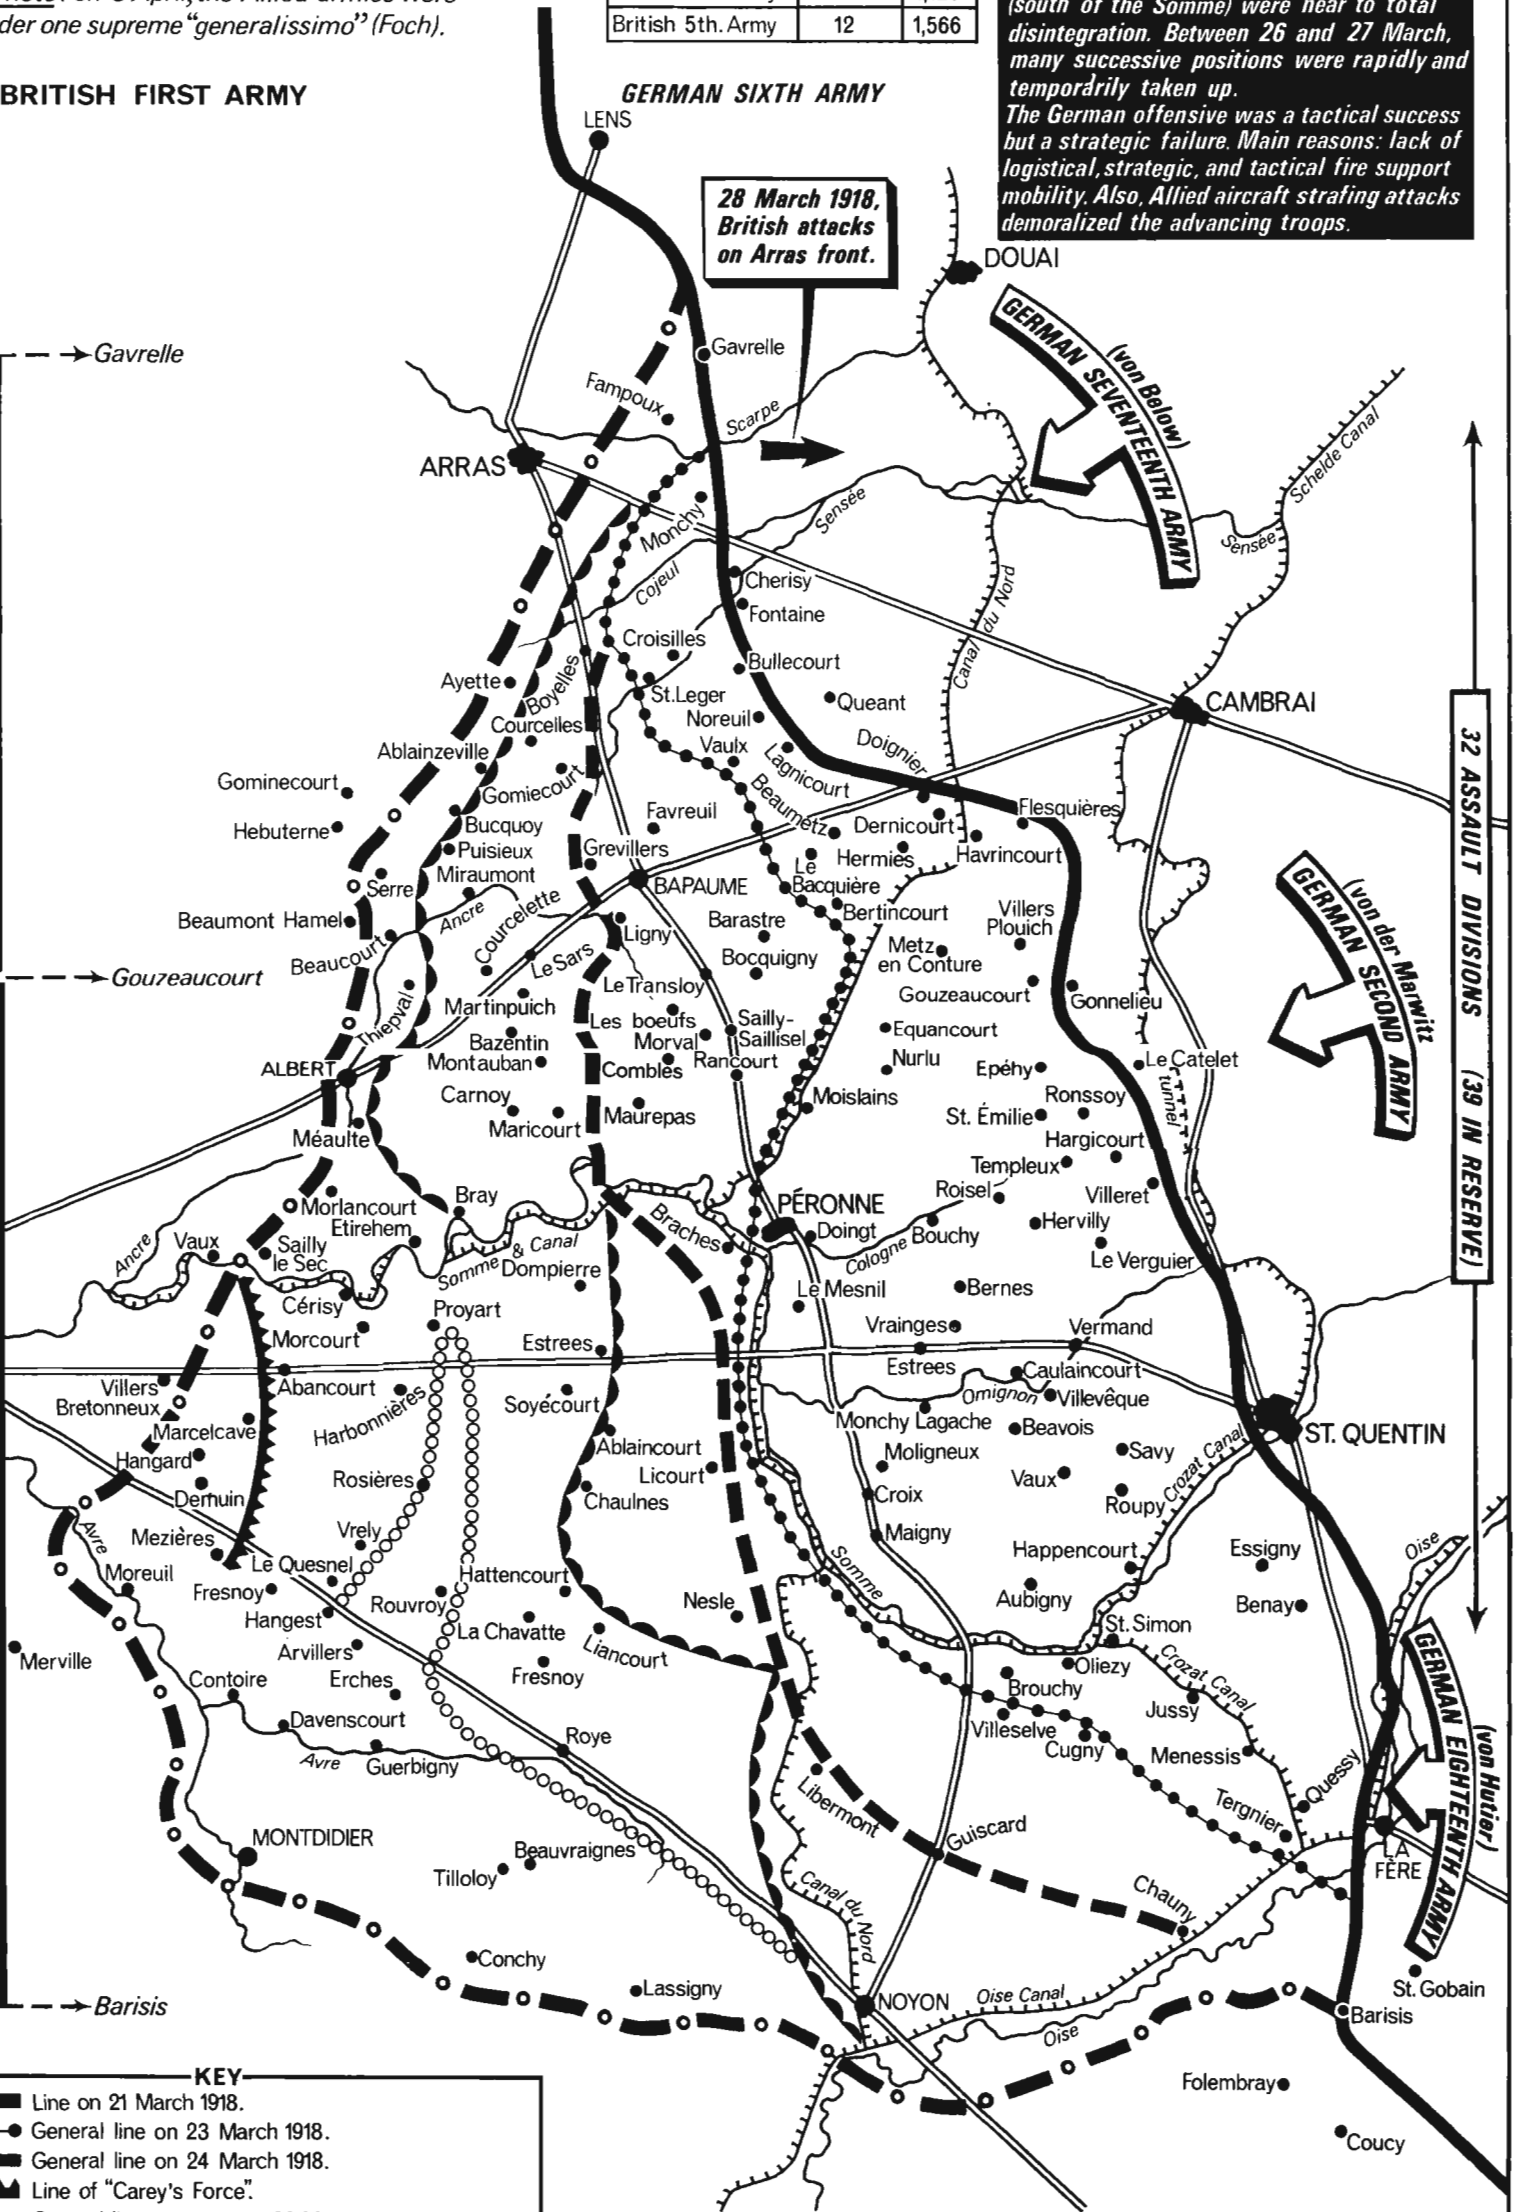 der one supreme “generalissimo” (Foch).
British 5th. Army 12 1,566
(south of the Somme) were near to total
disintegration. Between 26 and 27 March,
many successive positions were rapidly and
temporarily taken up.
The German offensive was a tactical success
but a strategic failure. Main reasons: lack of
logistical, strategic, and tactical fire support
mobility. Also, Allied aircraft strafing attacks
demoralized the advancing troops.
BRITISH FIRST ARMY
GERMAN SIXTH ARMY
LENS
28 March 1918,
British attacks
on Arras front.
DOUAI
GERMAN SEVENTEENTH ARMY
(von Below)
Gavrelle
Gavrelle
Fampoux
Scarpe
Schelde Canal
ARRAS
Monchy
Sensée
Sensée
Cojeul
Cherisy
Fontaine
Canal du Nord
Croisilles
Bullecourt
Ayette
Boyelles
St.Leger
Queant
CAMBRAI
Noreuil
Courcelles
Ablainzeville
Vaulx
Lagnicourt
Doignier
32 ASSAULT DIVISIONS (39 IN RESERVE)
Gominecourt
Gomiecourt
Beaumetz
Favreuil
Flesquières
Hebuterne
Bucquoy
Dernicourt
Puisieux
Grevillers
Hermies
Havrincourt
Miraumont
Le
Bacquière
Serre
BAPAUME
Beaumont Hamel
Ancre
Courcelette
Ligny
Barastre
Bertincourt
Villers
Plouich
Beaucourt
Le Sars
Bocquigny
Metz
en Conture
Gouzeaucourt
Le Transloy
Gouzeaucourt
Gonnelieu
GERMAN SECOND ARMY
(von der Marwitz
Thiepval
Martinpuich
Les boeufs
Sailly-
Saillisel
Equancourt
Bazentin
Morval
Montauban
Combles
Rancourt
Nurlu
Epéhy
Le Catelet
ALBERT
tunnel
Carnoy
Maurepas
Moislains
Ronssoy
St. Émilie
Maricourt
Méaulte
Hargicourt
Templeux
Morlancourt
Bray
PÉRONNE
Roisel
Villeret
Etirehem
Braches
Doingt
Bouchy
Hervilly
Ancre
Vaux
Sailly
le Sec
Somme & Canal
Cologne
Le Verguier
Dompierre
Le Mesnil
Bernes
Cérisy
Proyart
Morcourt
Estrees
Vrainges
Vermand
Villers
Bretonneux
Abancourt
Estrees
Caulaincourt
Harbonnières
Soyécourt
Omignon
Villevêque
Marcelcave
Monchy Lagache
Beavois
ST. QUENTIN
Hangard
Ablaincourt
Moligneux
Savy
Rosières
Licourt
Vaux
Crozat Canal
Demuin
Chaulnes
Croix
Roupy
Avre
Mezières
Vrely
Maigny
Moreuil
Le Quesnel
Somme
Happencourt
Essigny
Oise
Fresnoy
Hattencourt
Rouvroy
Nesle
Aubigny
Benay
Hangest
La Chavatte
St. Simon
Merville
Arvillers
Liancourt
Contoire
Erches
Fresnoy
Oliezy
Crozat Canal
Brouchy
Jussy
GERMAN EIGHTEENTH ARMY
(von Hutier)
Davenscourt
Roye
Villeselve
Avre
Guerbigny
Cugny
Menessis
Libermont
Tergnier
Quessy
MONTDIDIER
Guiscard
LA
FÈRE
Beauvraignes
Tilloloy
Canal du Nord
Chauny
Conchy
Lassigny
NOYON
Oise Canal
St. Gobain
Barisis
Oise
Barisis
Folembray
Coucy
KEY
Line on 21 March 1918.
General line on 23 March 1918.
General line on 24 March 1918.
Line of “Carey's Force”.